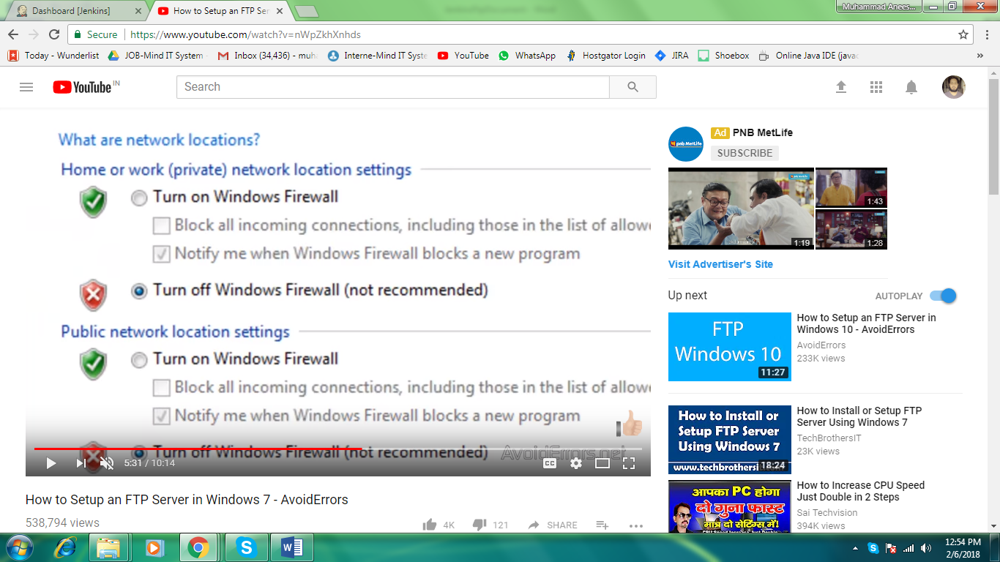 Dashboard [Jenkins]
How to Setup an FTP Ser
Muhammad Anees...
Secure
https://www.youtube.com/watch?v=nWpZkhXnhds
Today - Wunderlist
JOB-Mind IT System
Inbox (34,436) - muh
Interne-Mind IT Syste
YouTube
WhatsApp
Hostgator Login
JIRA
Shoebox
Online Java IDE (javac
»
YouTube IN
Search
What are network locations?
Home or work (private) network location settings
Turn on Windows Firewall
Block all incoming connections, including those in the list of allowe
Notify me when Windows Firewall blocks a new program
Turn off Windows Firewall (not recommended)
Public network location settings
Turn on Windows Firewall
Block all incoming connections, including those in the list of allowe
Notify me when Windows Firewall blocks a new program
Turn off Windows Firewall (not recommended)
AvoidErrors.net
5:31 / 10:14
CC
How to Setup an FTP Server in Windows 7 - AvoidErrors
538,794 views
4K
121
SHARE
pnb MetLife
Ad PNB MetLife
SUBSCRIBE
1:19
1:43
1:28
Visit Advertiser's Site
Up next
AUTOPLAY
FTP
Windows 10
11:27
How to Setup an FTP Server in
Windows 10 - AvoidErrors
AvoidErrors
233K views
How to Install or
Setup FTP Server
Using Windows 7
www.techbrothersi
18:24
How to Install or Setup FTP
Server Using Windows 7
TechBrothersIT
23K views
आपका PC होगा
दो गुना फास्ट
मात्र दो सेटिंग्स में!
How to Increase CPU Speed
Just Double in 2 Steps
Sai Techvision
394K views
12:54 PM
2/6/2018